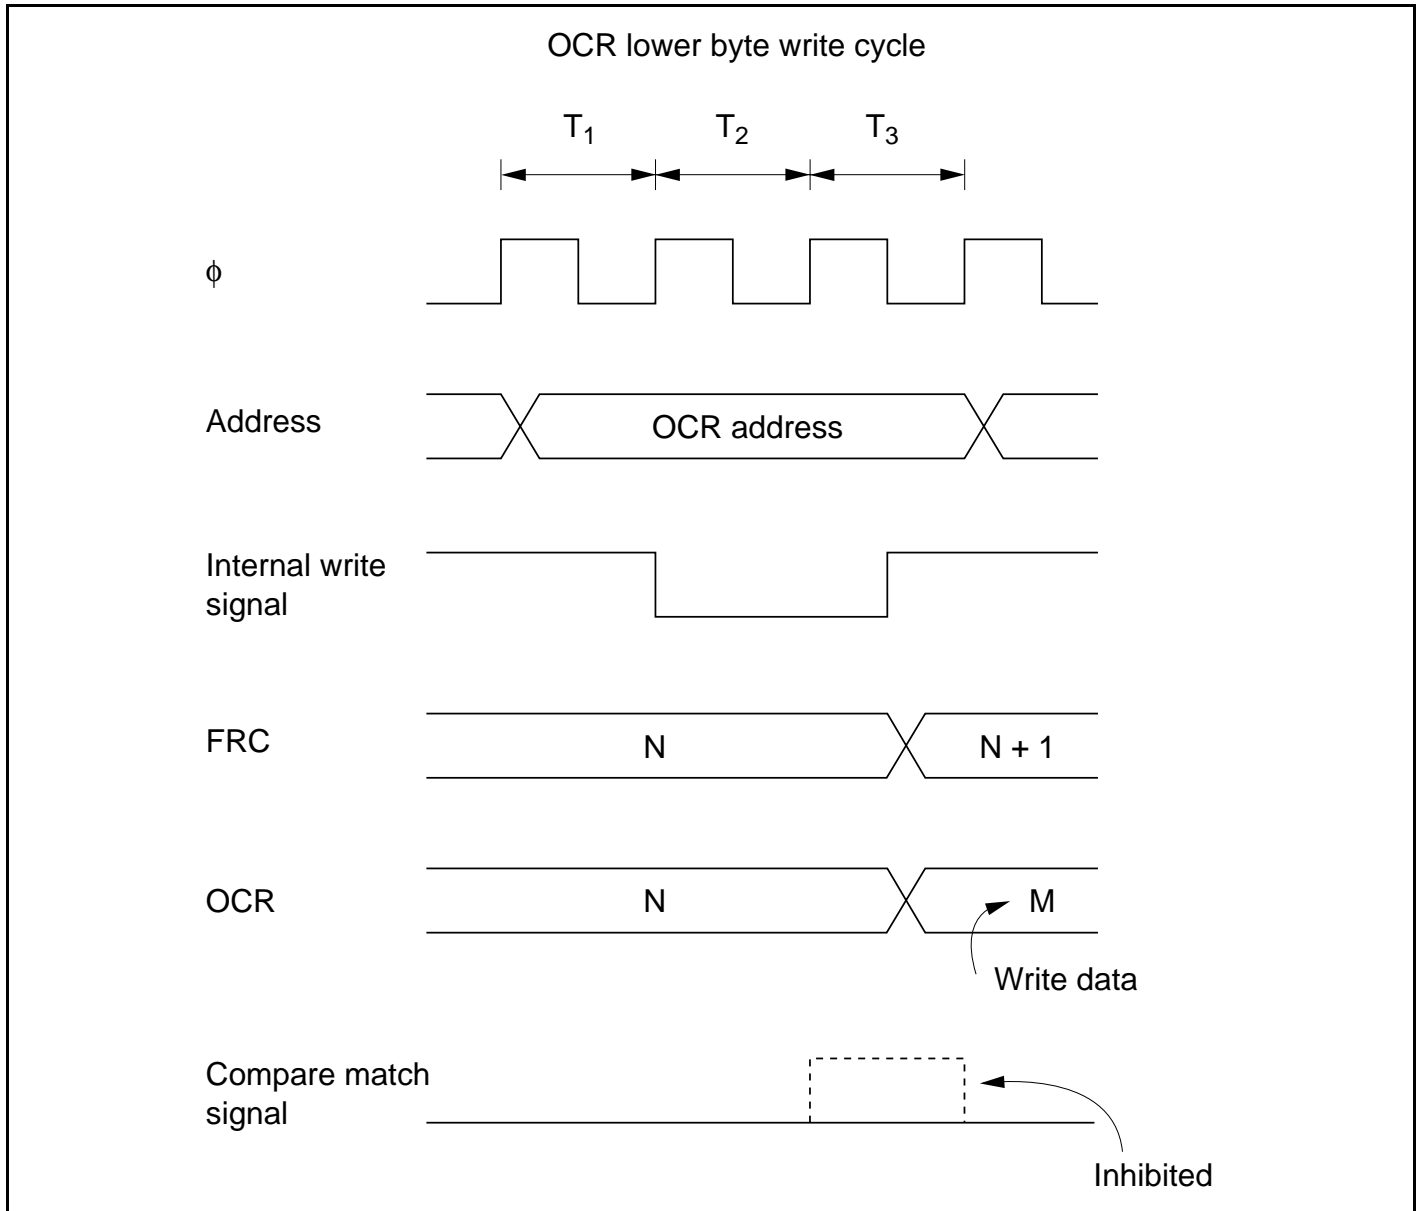 OCR lower byte write cycle
T1 T2 T3
ϕ
Address
OCR address
Internal write
signal
FRC
N
N + 1
OCR
N
M
Write data
Compare match
signal
Inhibited